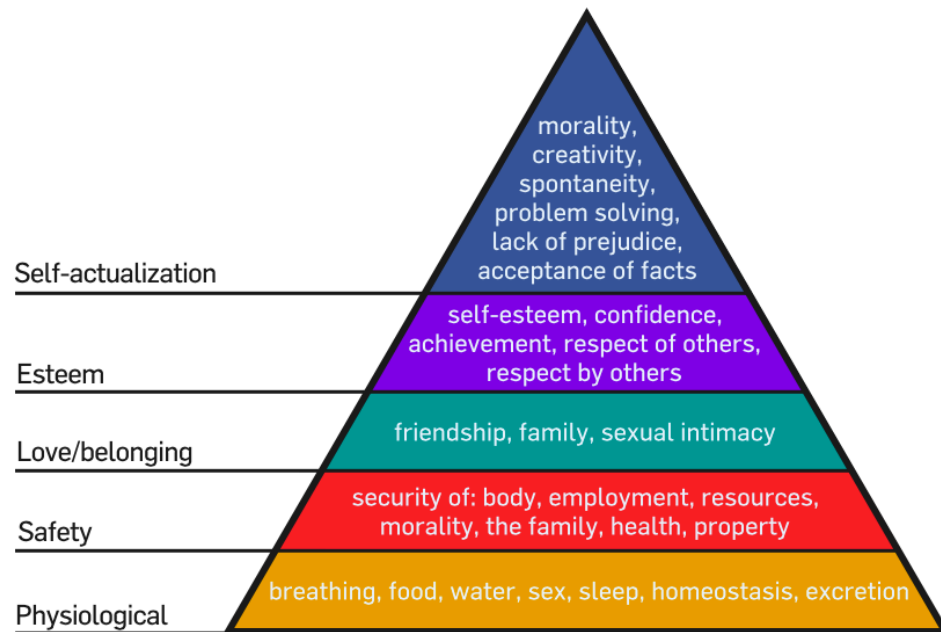 morality,
creativity,
spontaneity,
problem solving,
lack of prejudice,
acceptance of facts
Self-actualization
self-esteem, confidence,
achievement, respect of others,
respect by others
Esteem
friendship, family, sexual intimacy
Love/belonging
security of: body, employment, resources,
morality, the family, health, property
Safety
breathing, food, water, sex, sleep, homeostasis, excretion
Physiological